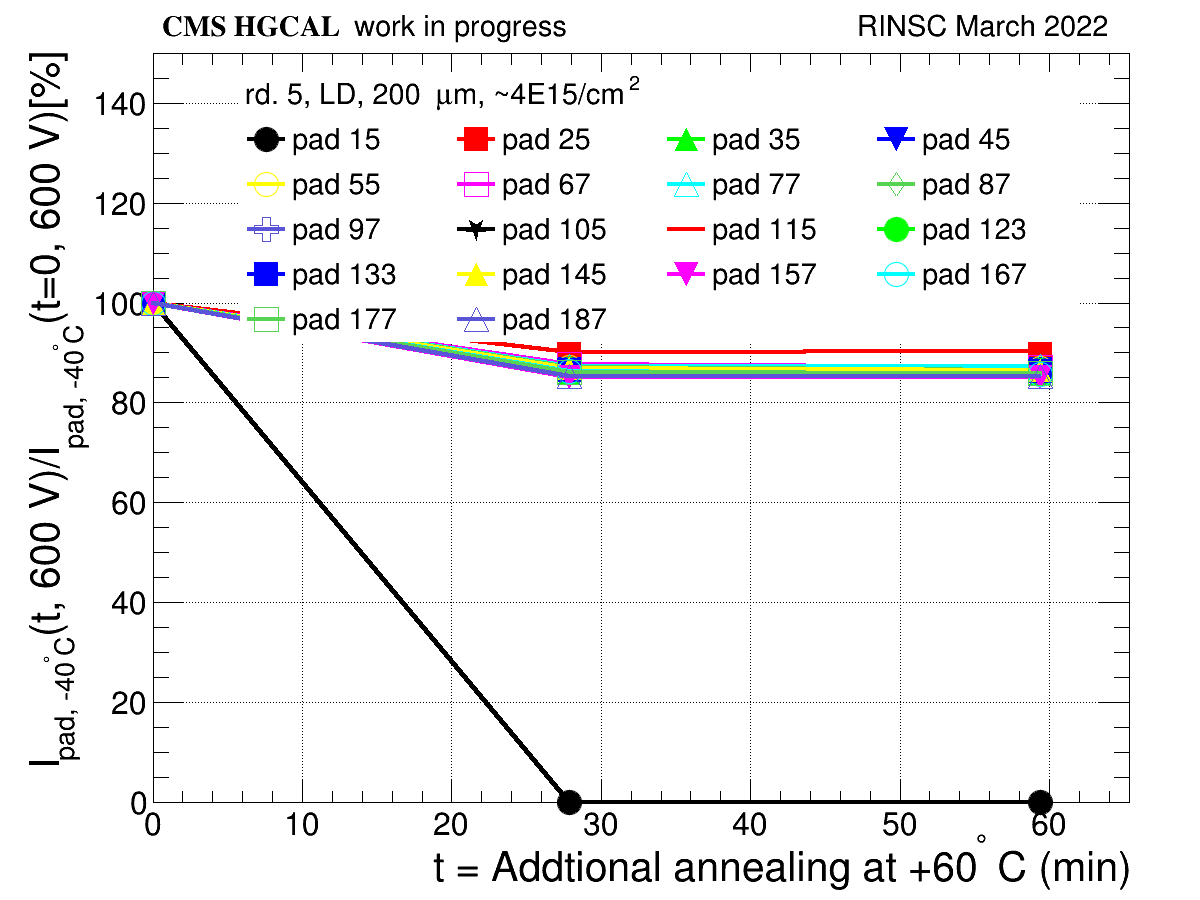 CMS HGCAL work in progress RINSC March 2022
rd. 5, LD, 200 μm, ~4E15/cm²
pad 15 pad 25 pad 35 pad 45
pad 55 pad 67 pad 77 pad 87
pad 97 pad 105 pad 115 pad 123
pad 133 pad 145 pad 157 pad 167
pad 177 pad 187
I_pad, -40°C(t, 600 V)/I_pad, -40°C(t=0, 600 V)[%]
140
120
100
80
60
40
20
0
0 10 20 30 40 50 60
t = Addtional annealing at +60° C (min)